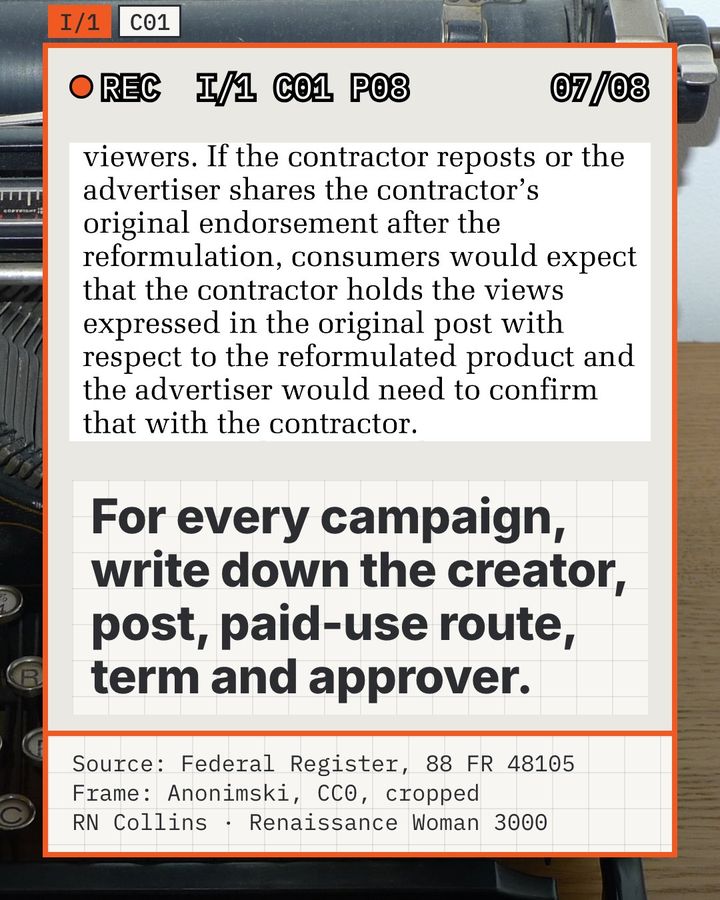 I/1 C01
REC I/1 C01 P08 07/08
viewers. If the contractor reposts or the
advertiser shares the contractor’s
original endorsement after the
reformulation, consumers would expect
that the contractor holds the views
expressed in the original post with
respect to the reformulated product and
the advertiser would need to confirm
that with the contractor.
For every campaign,
write down the creator,
post, paid-use route,
term and approver.
Source: Federal Register, 88 FR 48105
Frame: Anonimski, CC0, cropped
RN Collins · Renaissance Woman 3000
R
C